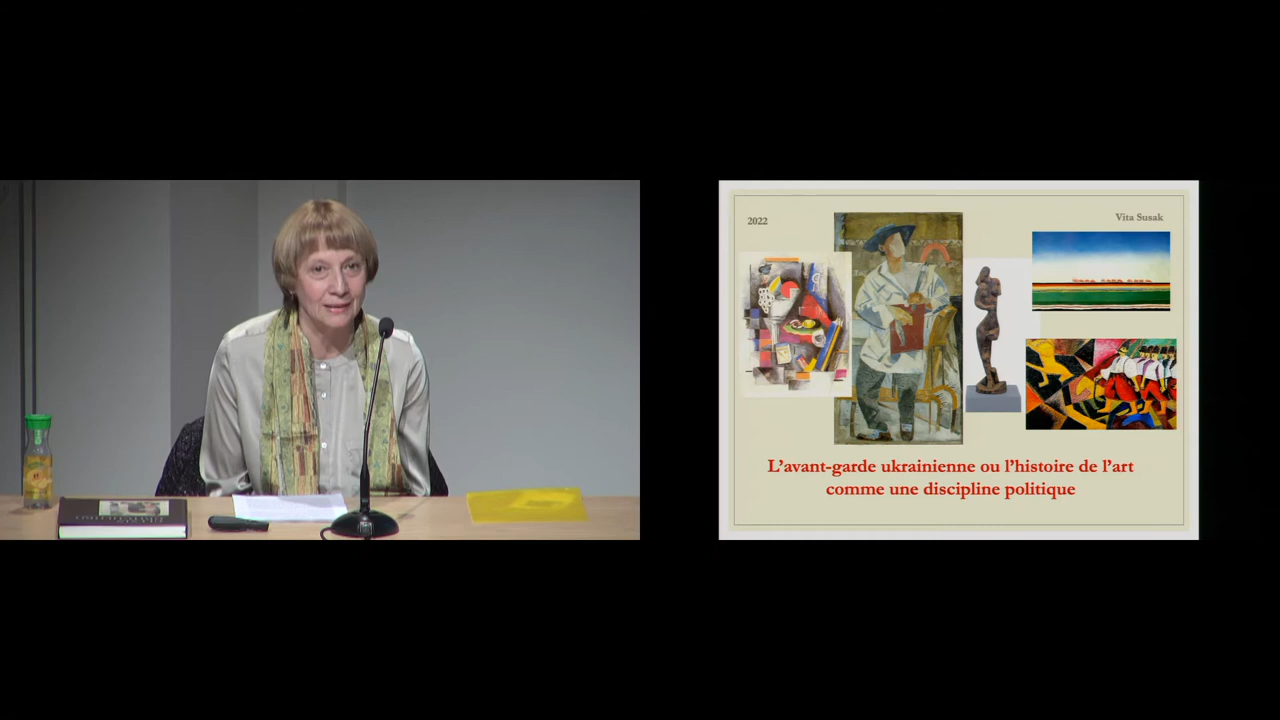 2022
Vita Susak
L'avant-garde ukrainienne ou l'histoire de l'art
comme une discipline politique